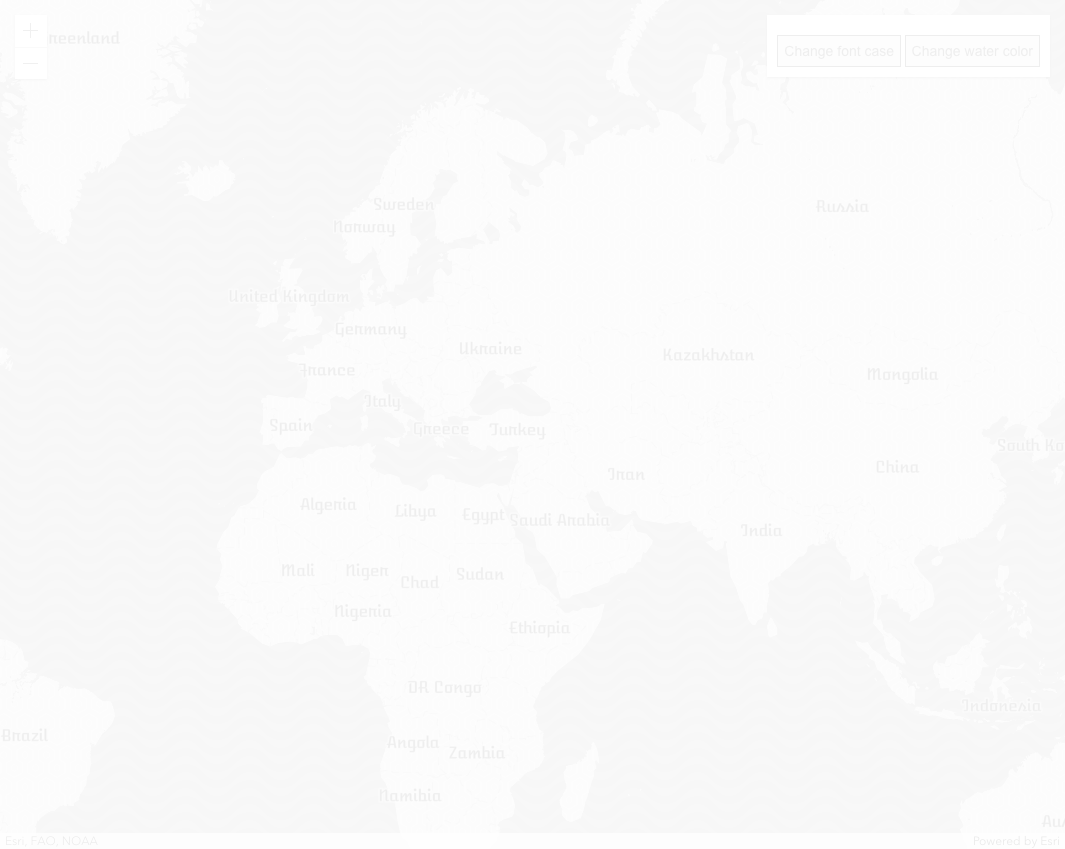 +
reenland
Change font case Change water color
−
Sweden
Russia
Norway
United Kingdom
Germany
Ukraine
Kazakhstan
France
Mongolia
Italy
Spain
Greece
Turkey
South Ko
China
Iran
Algeria
Libya
Egypt
Saudi Arabia
India
Mali
Niger
Chad
Sudan
Nigeria
Ethiopia
DR Congo
Indonesia
Brazil
Angola
Zambia
Namibia
Aus
Esri, FAO, NOAA
Powered by Esri